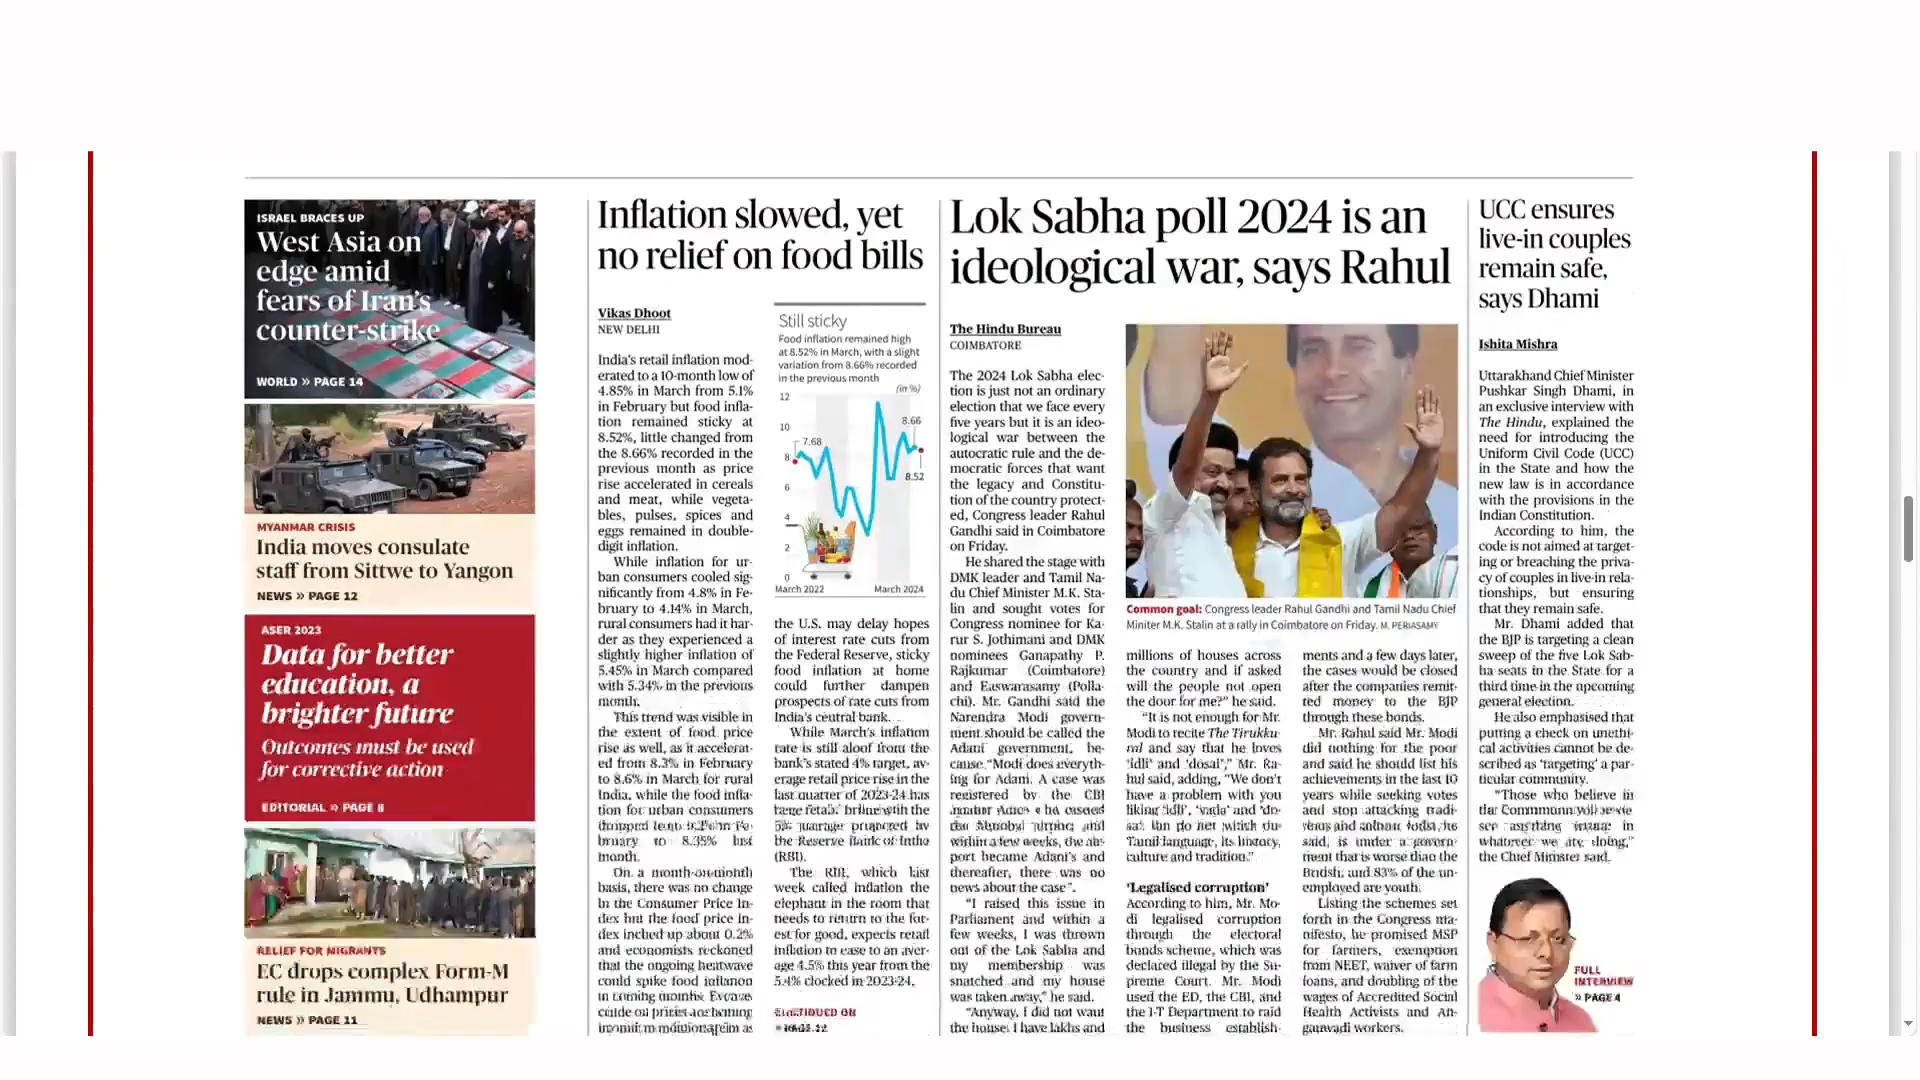 ISRAEL BRACES UP
West Asia on
edge amid
fears of Iran's
counter-strike
WORLD » PAGE 14
MYANMAR CRISIS
India moves consulate
staff from Sittwe to Yangon
NEWS » PAGE 12
ASER 2023
Data for better
education, a
brighter future
Outcomes must be used
for corrective action
EDITORIAL » PAGE 8
RELIEF FOR MIGRANTS
EC drops complex Form-M
rule in Jammu, Udhampur
NEWS » PAGE 11
Inflation slowed, yet
no relief on food bills
Vikas Dhoot
NEW DELHI
India's retail inflation mod-
erated to a 10-month low of
4.85% in March from 5.1%
in February but food infla-
tion remained sticky at
8.52%, little changed from
the 8.66% recorded in the
previous month as price
rise accelerated in cereals
and meat, while vegeta-
bles, pulses, spices and
eggs remained in double-
digit inflation.
While inflation for ur-
ban consumers cooled sig-
nificantly from 4.8% in Fe-
bruary to 4.14% in March,
rural consumers had it har-
der as they experienced a
slightly higher inflation of
5.45% in March compared
with 5.34% in the previous
month.
This trend was visible in
the extent of food price
rise as well, as it accelerat-
ed from 8.3% in February
to 8.6% in March for rural
India, while the food infla-
tion for urban consumers
bruary to 8.35% last
month.
On a month-on-month
basis, there was no change
in the Consumer Price In-
dex but the food price in-
dex inched up about 0.2%
and economists reckoned
that the ongoing heatwave
could spike food inflation
in coming months.
Still sticky
Food inflation remained high
at 8.52% in March, with a slight
variation from 8.66% recorded
in the previous month
(in %)
12
10
8
6
4
2
0
7.68
8.66
8.52
March 2022
March 2024
the U.S. may delay hopes
of interest rate cuts from
the Federal Reserve, sticky
food inflation at home
could further dampen
prospects of rate cuts from
India's central bank.
While March's inflation
rate is still aloof from the
bank's stated 4% target, av-
erage retail price rise in the
last quarter of 2023-24 has
the Reserve Bank of India
(RBI).
The RBI, which last
week called inflation the
elephant in the room that
needs to return to the for-
est for good, expects retail
inflation to ease to an aver-
age 4.5% this year from the
5.4% clocked in 2023-24.
CONTINUED ON
Lok Sabha poll 2024 is an
ideological war, says Rahul
The Hindu Bureau
COIMBATORE
The 2024 Lok Sabha elec-
tion is just not an ordinary
election that we face every
five years but it is an ideo-
logical war between the
autocratic rule and the de-
mocratic forces that want
the legacy and Constitu-
tion of the country protect-
ed, Congress leader Rahul
Gandhi said in Coimbatore
on Friday.
He shared the stage with
DMK leader and Tamil Na-
du Chief Minister M.K. Sta-
lin and sought votes for
Congress nominee for Ka-
rur S. Jothimani and DMK
nominees Ganapathy P.
Rajkumar (Coimbatore)
and Easwarasamy (Polla-
chi). Mr. Gandhi said the
Narendra Modi govern-
ment should be called the
Adani government, be-
cause "Modi does everyth-
ing for Adani. A case was
registered by the CBI
within a few weeks, the air-
port became Adani's and
thereafter, there was no
news about the case".
"I raised this issue in
Parliament and within a
few weeks, I was thrown
out of the Lok Sabha and
my membership was
snatched and my house
was taken away," he said.
"Anyway, I did not want
the house. I have lakhs and
Common goal: Congress leader Rahul Gandhi and Tamil Nadu Chief
Miniter M.K. Stalin at a rally in Coimbatore on Friday. M. PERIASAMY
millions of houses across
the country and if asked
will the people not open
the door for me?" he said.
"It is not enough for Mr.
Modi to recite The Tirukku-
ral and say that he loves
'idli' and 'dosai'," Mr. Ra-
hul said, adding, "We don't
have a problem with you
liking 'idli', 'vada' and 'do-
Tamil language, its history,
culture and tradition."
'Legalised corruption'
According to him, Mr. Mo-
di legalised corruption
through the electoral
bonds scheme, which was
declared illegal by the Su-
preme Court. Mr. Modi
used the ED, the CBI, and
the I-T Department to raid
the business establish-
ments and a few days later,
the cases would be closed
after the companies remit-
ted money to the BJP
through these bonds.
Mr. Rahul said Mr. Modi
did nothing for the poor
and said he should list his
achievements in the last 10
years while seeking votes
and stop attacking tradi-
said, is under a govern-
ment that is worse than the
British; and 83% of the un-
employed are youth.
Listing the schemes set
forth in the Congress ma-
nifesto, he promised MSP
for farmers, exemption
from NEET, waiver of farm
loans, and doubling of the
wages of Accredited Social
Health Activists and An-
ganwadi workers.
UCC ensures
live-in couples
remain safe,
says Dhami
Ishita Mishra
Uttarakhand Chief Minister
Pushkar Singh Dhami, in
an exclusive interview with
The Hindu, explained the
need for introducing the
Uniform Civil Code (UCC)
in the State and how the
new law is in accordance
with the provisions in the
Indian Constitution.
According to him, the
code is not aimed at target-
ing or breaching the priva-
cy of couples in live-in rela-
tionships, but ensuring
that they remain safe.
Mr. Dhami added that
the BJP is targeting a clean
sweep of the five Lok Sab-
ha seats in the State for a
third time in the upcoming
general election.
He also emphasised that
putting a check on unethi-
cal activities cannot be de-
scribed as 'targeting' a par-
ticular community.
"Those who believe in
whatever we are doing,"
the Chief Minister said.
FULL
INTERVIEW
» PAGE 4